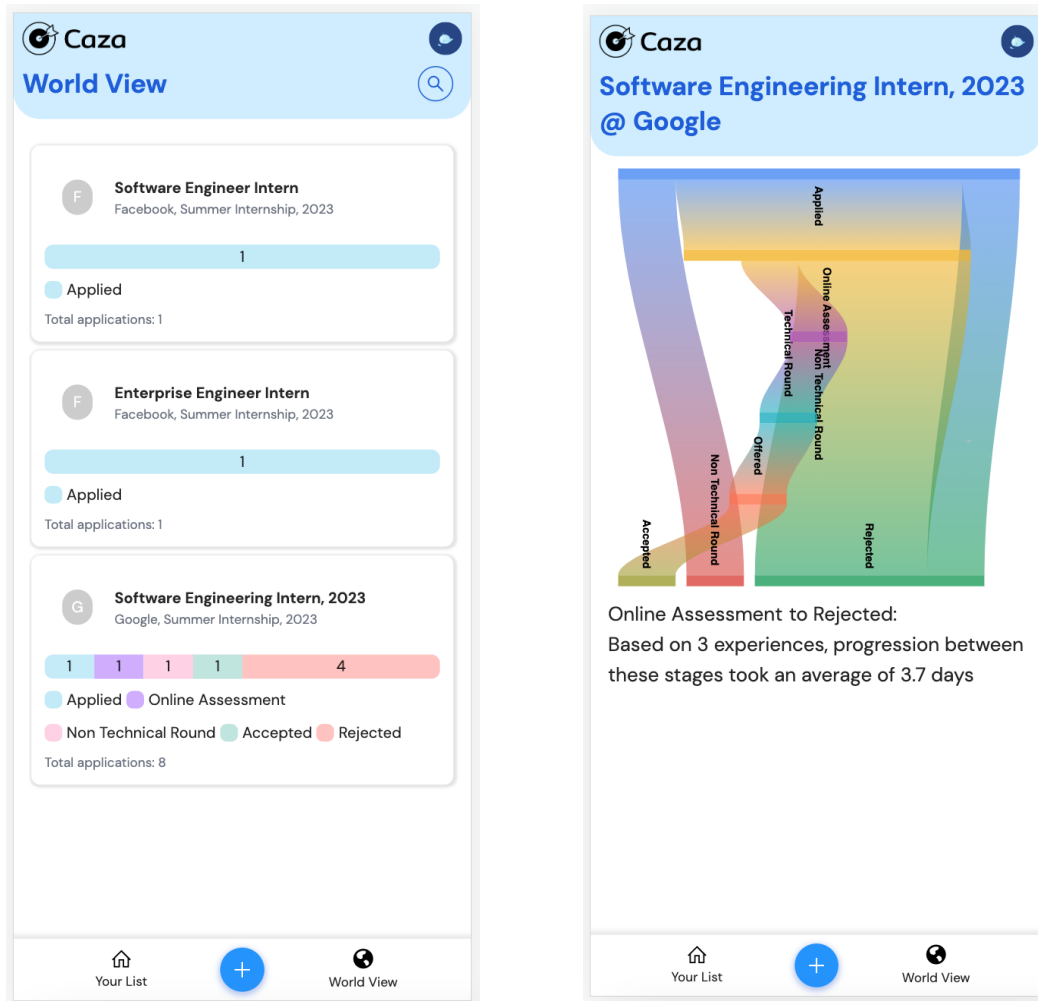 Caza
World View
F
Software Engineer Intern
Facebook, Summer Internship, 2023
1
Applied
Total applications: 1
F
Enterprise Engineer Intern
Facebook, Summer Internship, 2023
1
Applied
Total applications: 1
G
Software Engineering Intern, 2023
Google, Summer Internship, 2023
1 1 1 1 4
Applied Online Assessment
Non Technical Round Accepted Rejected
Total applications: 8
Your List
+
World View
Caza
Software Engineering Intern, 2023
@ Google
Applied
Online Assessment
Technical Round
Non Technical Round
Offered
Non Technical Round
Accepted
Rejected
Online Assessment to Rejected:
Based on 3 experiences, progression between
these stages took an average of 3.7 days
Your List
+
World View